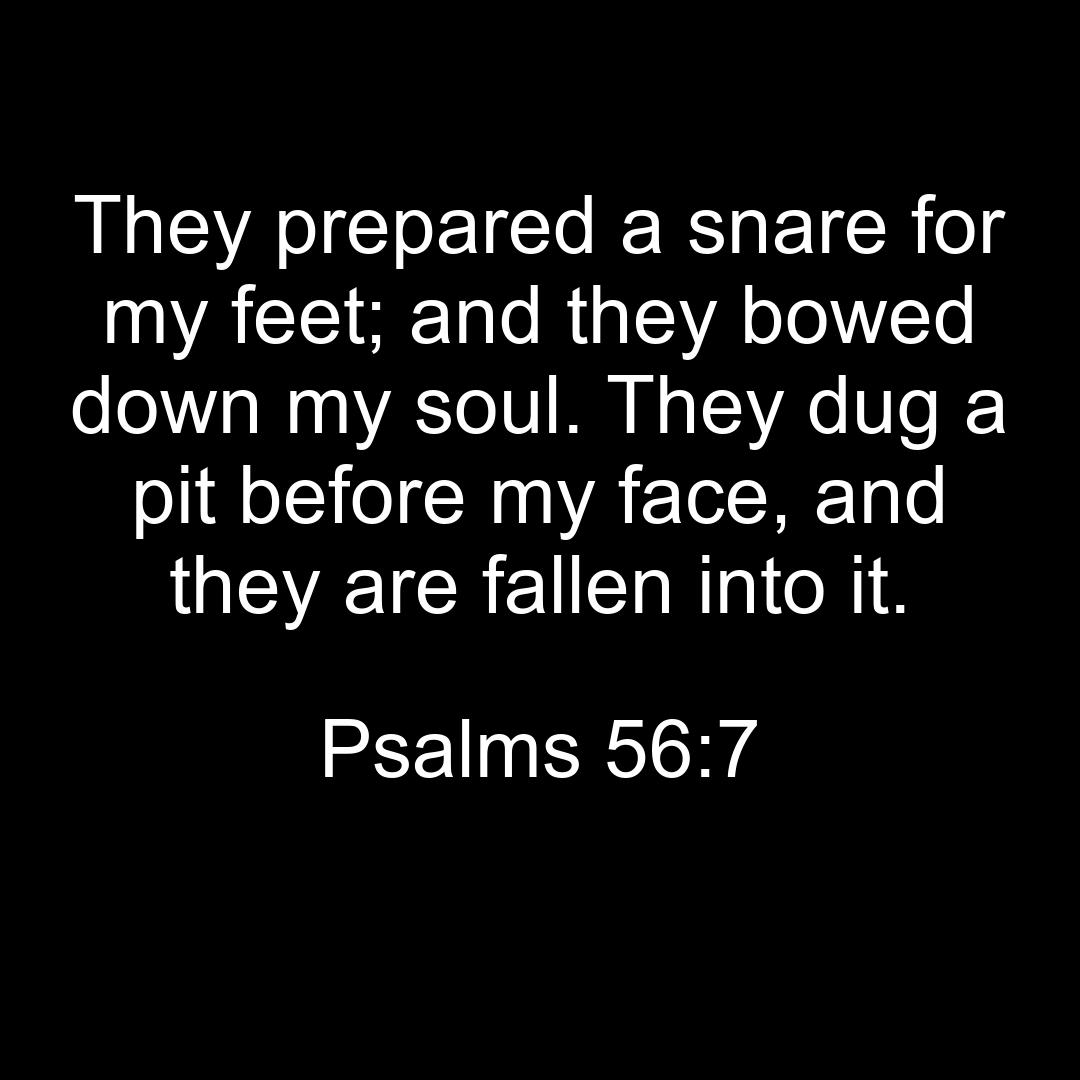 They prepared a snare for
my feet; and they bowed
down my soul. They dug a
pit before my face, and
they are fallen into it.
Psalms 56:7